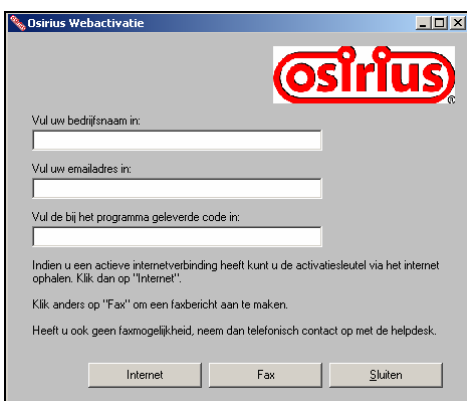 Osirius Webactivatie
osirius
®
Vul uw bedrijfsnaam in:
Vul uw emailadres in:
Vul de bij het programma geleverde code in:
Indien u een actieve internetverbinding heeft kunt u de activatiesleutel via het internet
ophalen. Klik dan op "Internet".
Klik anders op "Fax" om een faxbericht aan te maken.
Heeft u ook geen faxmogelijkheid, neem dan telefonisch contact op met de helpdesk.
Internet Fax Sluiten